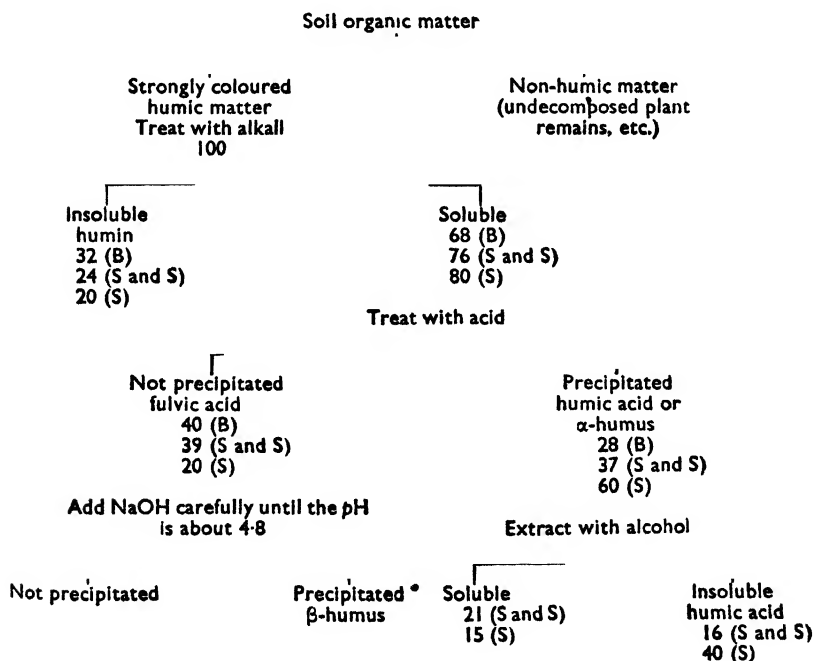 Soil organic matter
Strongly coloured
humic matter
Treat with alkali
100
Non-humic matter
(undecomposed plant
remains, etc.)
Insoluble
humin
32 (B)
24 (S and S)
20 (S)
Soluble
68 (B)
76 (S and S)
80 (S)
Treat with acid
Not precipitated
fulvic acid
40 (B)
39 (S and S)
20 (S)
Precipitated
humic acid or
α-humus
28 (B)
37 (S and S)
60 (S)
Add NaOH carefully until the pH
is about 4·8
Extract with alcohol
Not precipitated
Precipitated
β-humus
Soluble
21 (S and S)
15 (S)
Insoluble
humic acid
16 (S and S)
40 (S)